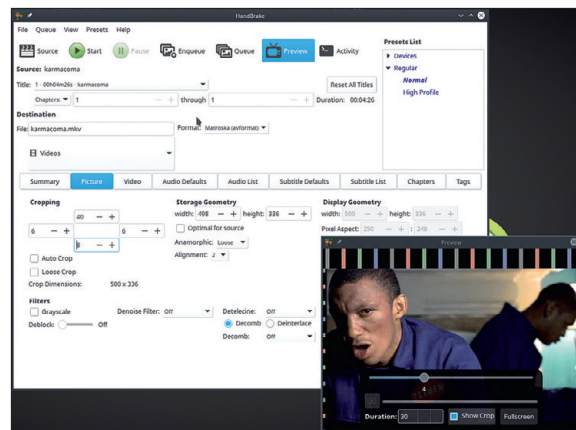 HandBrake
File Queue View Presets Help
Source Start Pause Enqueue Queue Preview Activity
Presets List
Devices
Regular
Normal
High Profile
Source: karmacoma
Title: 1 - 00h04m26s - karmacoma Reset All Titles
Chapters: 1 through 1 Duration: 00:04:26
Destination
File: karmacoma.mkv Format: Matroska (avformat)
Videos
Summary Picture Video Audio Defaults Audio List Subtitle Defaults Subtitle List Chapters Tags
Cropping Storage Geometry Display Geometry
40 width: 498 height: 336 width: 500 height: 336
6 6 Optimal for source Pixel Aspect: 250 : 249
Anamorphic: Loose
Auto Crop Alignment: 2
Loose Crop
Crop Dimensions: 500 x 336
Filters
Grayscale Denoise Filter: Off Detelecine: Off
Deblock: Off Decomb Deinterlace
Decomb: Off
Preview
4
Duration: 30 Show Crop Fullscreen